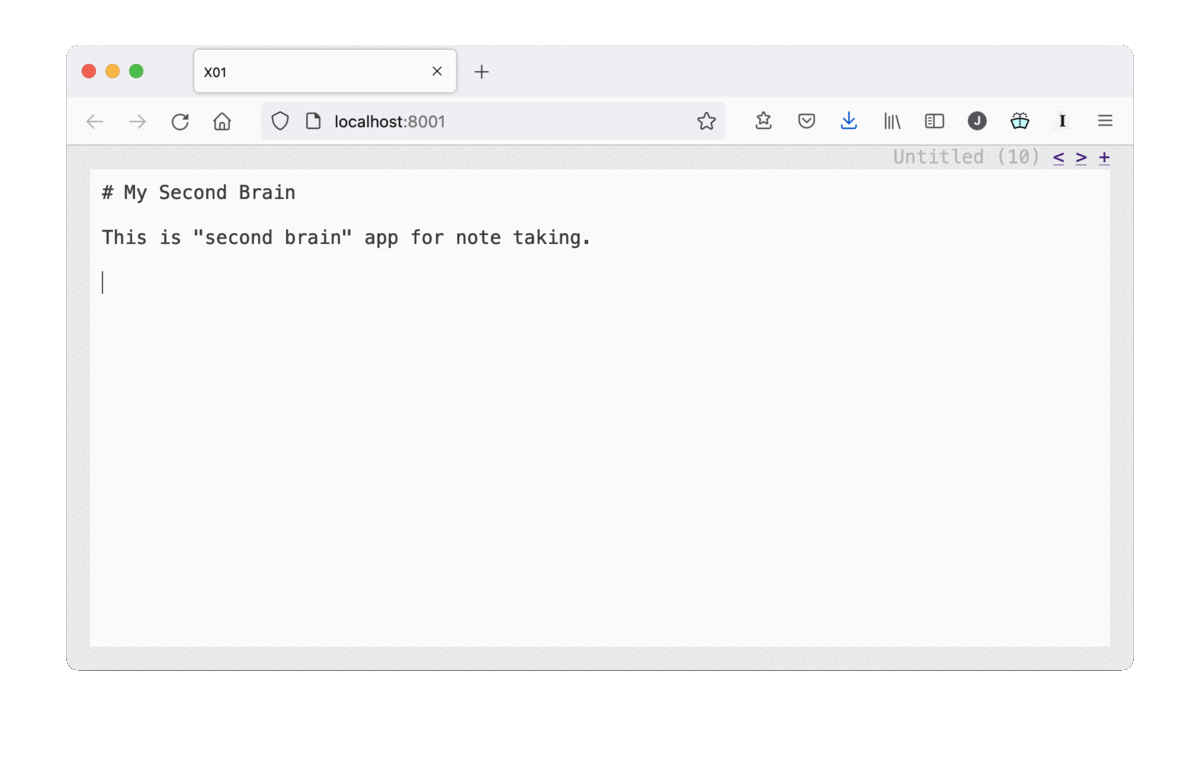 X01
localhost:8001
Untitled (10) < > +
# My Second Brain
This is "second brain" app for note taking.